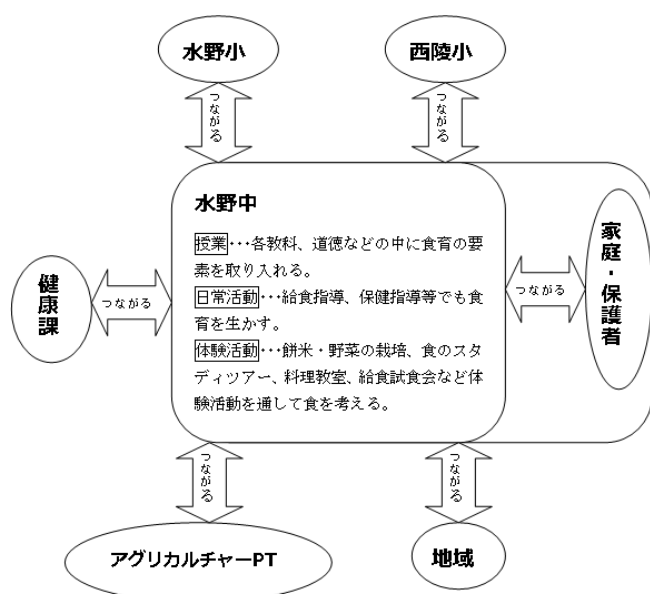 水野小
西陵小
つながる
つながる
水野中
授業･･･各教科、道徳などの中に食育の要
素を取り入れる。
日常活動･･･給食指導、保健指導等でも食
育を生かす。
体験活動･･･餅米・野菜の栽培、食のスタ
ディツアー、料理教室、給食試食会など体
験活動を通して食を考える。
健康課
つながる
つながる
家庭・保護者
つながる
つながる
アグリカルチャーPT
地域